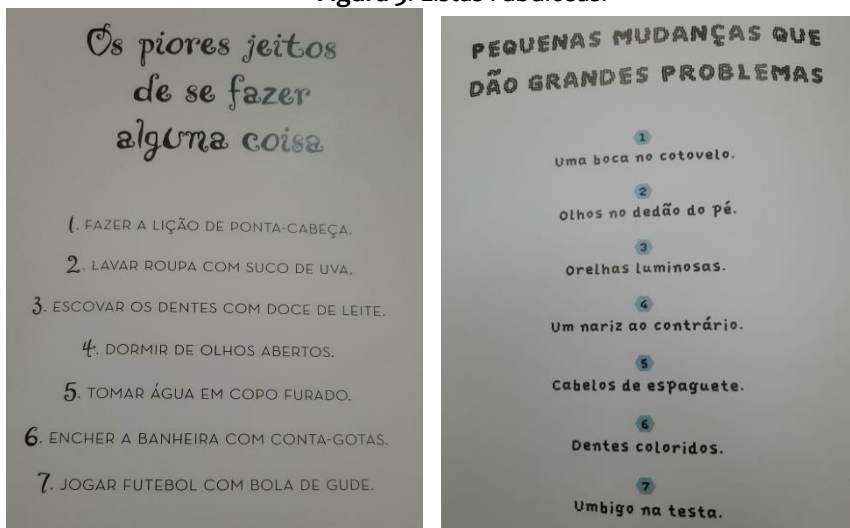 Figura 9. Listas Fabulosas.
Os piores jeitos
de se fazer
alguma coisa
1. FAZER A LIÇÃO DE PONTA-CABEÇA.
2. LAVAR ROUPA COM SUCO DE UVA.
3. ESCOVAR OS DENTES COM DOCE DE LEITE.
4. DORMIR DE OLHOS ABERTOS.
5. TOMAR ÁGUA EM COPO FURADO.
6. ENCHER A BANHEIRA COM CONTA-GOTAS.
7. JOGAR FUTEBOL COM BOLA DE GUDE.
PEQUENAS MUDANÇAS QUE
DÃO GRANDES PROBLEMAS
1
Uma boca no cotovelo.
2
Olhos no dedão do pé.
3
Orelhas luminosas.
4
Um nariz ao contrário.
5
Cabelos de espaguete.
6
Dentes coloridos.
7
Umbigo na testa.